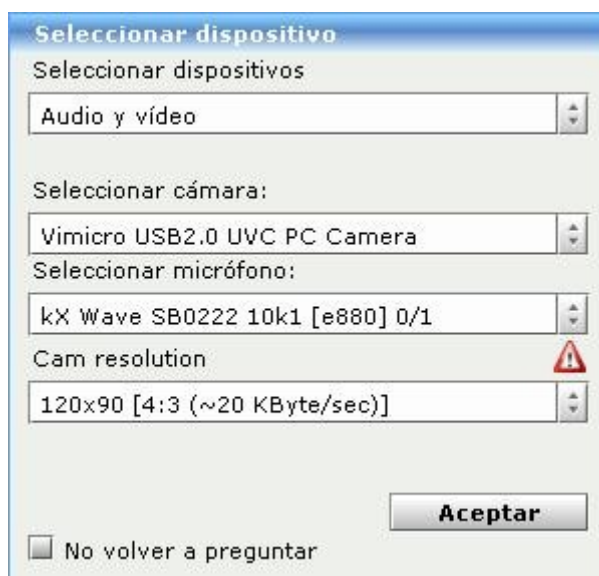 Seleccionar dispositivo
Seleccionar dispositivos
Audio y vídeo
Seleccionar cámara:
Vimicro USB2.0 UVC PC Camera
Seleccionar micrófono:
kX Wave SB0222 10k1 [e880] 0/1
Cam resolution
120x90 [4:3 (~20 KByte/sec)]
Aceptar
No volver a preguntar